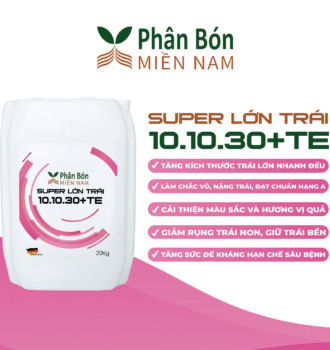 Phân Bón
MIỀN NAM
SUPER LỚN TRÁI
10.10.30+TE
TĂNG KÍCH THƯỚC TRÁI LỚN NHANH ĐỀU
LÀM CHẮC VỎ, NẶNG TRÁI, ĐẠT CHUẨN HẠNG A
CẢI THIỆN MÀU SẮC VÀ HƯƠNG VỊ QUẢ
GIẢM RỤNG TRÁI NON, GIỮ TRÁI BỀN
TĂNG SỨC ĐỀ KHÁNG HẠN CHẾ SÂU BỆNH
Phân Bón
MIỀN NAM
SUPER LỚN TRÁI
10.10.30+TE
20Kg